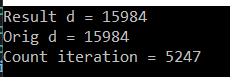 Result d = 15984
Orig d = 15984
Count iteration = 5247